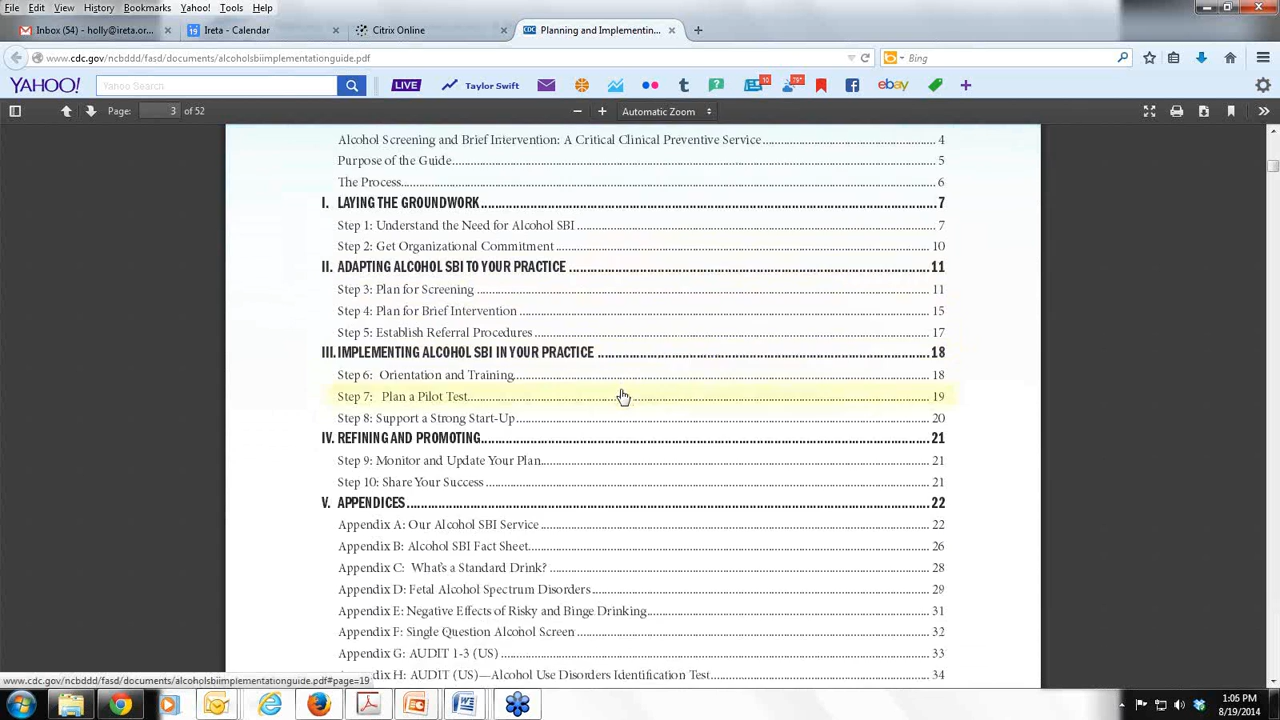 File Edit View History Bookmarks Yahoo! Tools Help
Inbox (54) - holly@ireta.or... × Ireta - Calendar × Citrix Online × CDC Planning and Implementin... × +
www.cdc.gov/ncbddd/fasd/documents/alcoholsbiimplementationguide.pdf Bing
YAHOO! Yahoo Search LIVE Taylor Swift 10 79° ebay
Page: 3 of 52 Automatic Zoom
Alcohol Screening and Brief Intervention: A Critical Clinical Preventive Service 4
Purpose of the Guide 5
The Process 6
I. LAYING THE GROUNDWORK 7
Step 1: Understand the Need for Alcohol SBI 7
Step 2: Get Organizational Commitment 10
II. ADAPTING ALCOHOL SBI TO YOUR PRACTICE 11
Step 3: Plan for Screening 11
Step 4: Plan for Brief Intervention 15
Step 5: Establish Referral Procedures 17
III. IMPLEMENTING ALCOHOL SBI IN YOUR PRACTICE 18
Step 6: Orientation and Training 18
Step 7: Plan a Pilot Test 19
Step 8: Support a Strong Start-Up 20
IV. REFINING AND PROMOTING 21
Step 9: Monitor and Update Your Plan 21
Step 10: Share Your Success 21
V. APPENDICES 22
Appendix A: Our Alcohol SBI Service 22
Appendix B: Alcohol SBI Fact Sheet 26
Appendix C: What's a Standard Drink? 28
Appendix D: Fetal Alcohol Spectrum Disorders 29
Appendix E: Negative Effects of Risky and Binge Drinking 31
Appendix F: Single Question Alcohol Screen 32
Appendix G: AUDIT 1-3 (US) 33
dix H: AUDIT (US)—Alcohol Use Disorders Identification Test 34
www.cdc.gov/ncbddd/fasd/documents/alcoholsbiimplementationguide.pdf#page=19
1:05 PM
8/19/2014